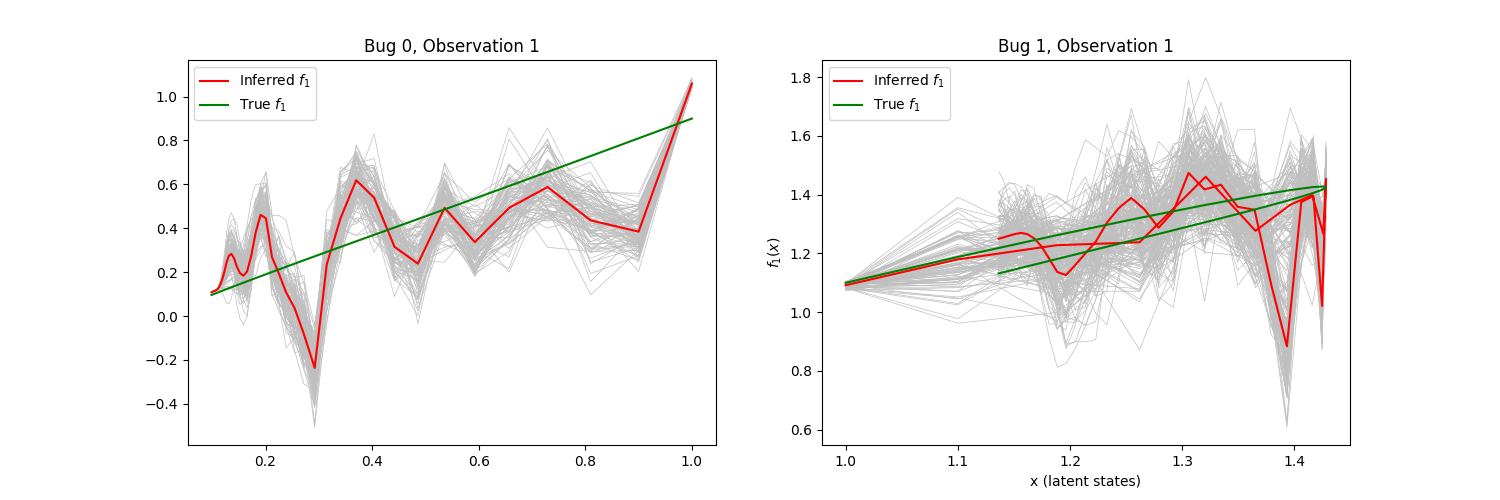 Bug 0, Observation 1
Inferred f₁
True f₁
1.0
0.8
0.6
0.4
0.2
0.0
−0.2
−0.4
0.2 0.4 0.6 0.8 1.0
Bug 1, Observation 1
Inferred f₁
True f₁
f₁(x)
1.8
1.6
1.4
1.2
1.0
0.8
0.6
1.0 1.1 1.2 1.3 1.4
x (latent states)